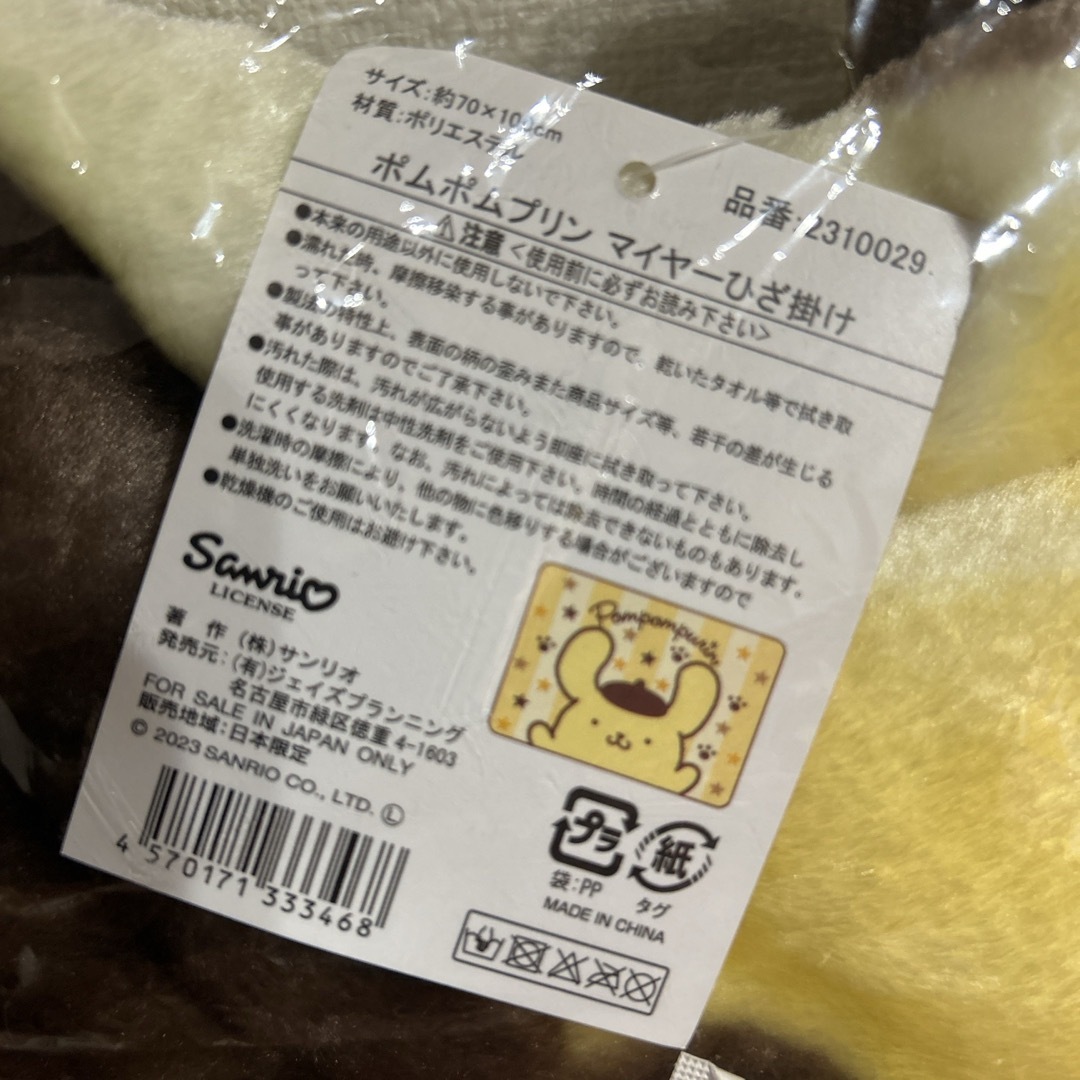 サイズ:約70×100cm
材質:ポリエステル
品番:2310029
ポムポムプリン マイヤーひざ掛け
⚠注意<使用前に必ずお読み下さい>
●本来の用途以外に使用しないで下さい。
●濡れた時、摩擦移染する事がありますので、乾いたタオル等で拭き取
って下さい。
●製法の特性上、表面の柄の歪みまた商品サイズ等、若干の差が生じる
事がありますのでご了承下さい。
●汚れた際は、汚れが広がらないよう即座に拭き取って下さい。
使用する洗剤は中性洗剤をご使用下さい。時間の経過とともに除去し
にくくなります。なお、汚れによっては除去できないものもあります。
●洗濯時の摩擦により、他の物に色移りする場合がございますので
単独洗いをお願いいたします。
●乾燥機のご使用はお避け下さい。
Sanrio
LICENSE
著 作 (株)サンリオ
発売元:(有)ジェイズプランニング
名古屋市緑区徳重4-1603
FOR SALE IN JAPAN ONLY
販売地域:日本限定
© 2023 SANRIO CO., LTD. Ⓛ
4 570171 333468
Pompompurin
プラ
袋:PP
紙
タグ
MADE IN CHINA